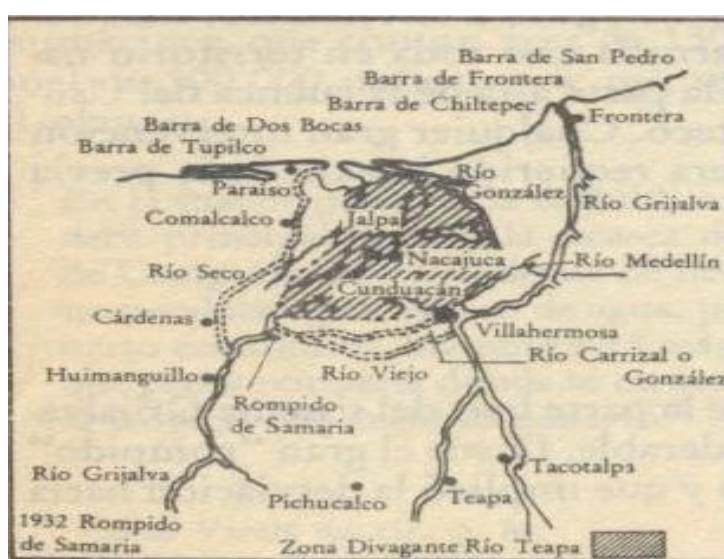 Barra de San Pedro
Barra de Frontera
Barra de Chiltepec
Frontera
Barra de Dos Bocas
Barra de Tupilco
Paraíso
Río
González
Río Grijalva
Comalcalco
Jalpa
Nacajuca
Río Medellín
Río Seco
Cunduacán
Cárdenas
Villahermosa
Río Carrizal o
González
Huimanguillo
Río Viejo
Rompido
de Samaria
Río Grijalva
Pichucalco
Teapa
Tacotalpa
1932 Rompido
de Samaria
Zona Divagante Río Teapa